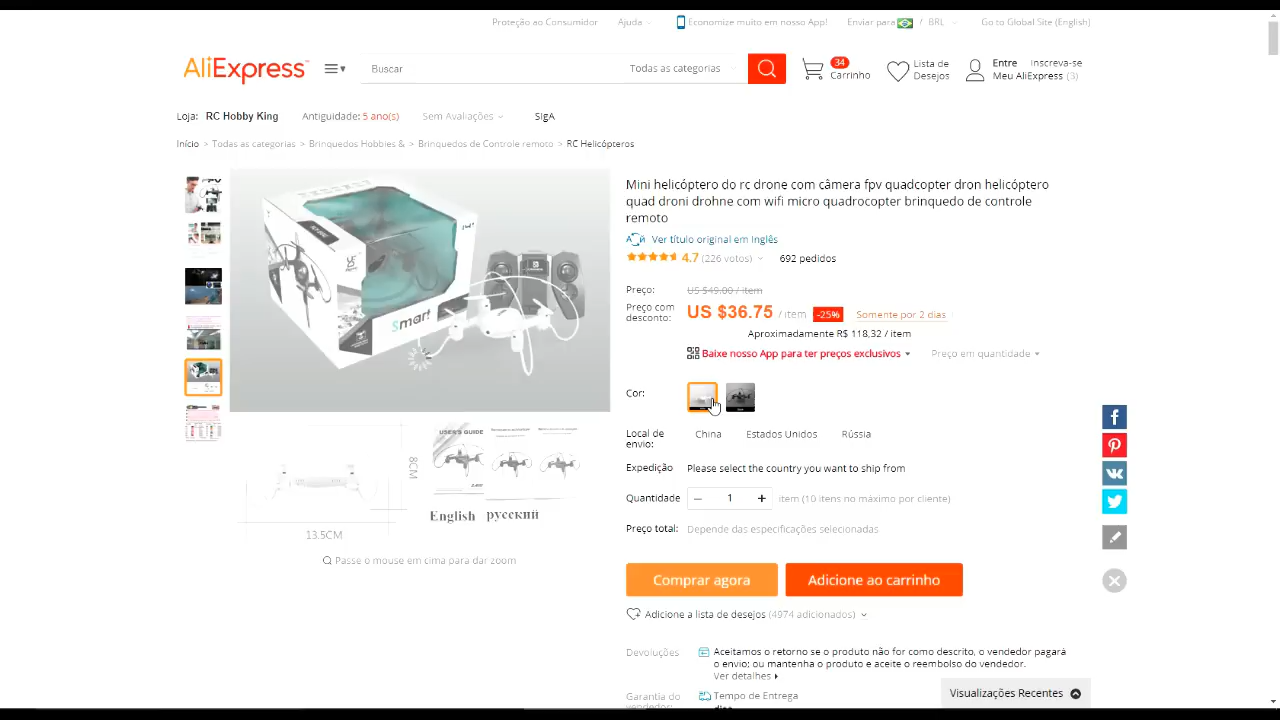 Proteção ao Consumidor Ajuda Economize muito em nosso App! Enviar para / BRL Go to Global Site (English)
AliExpress Buscar Todas as categorias 34 Carrinho Lista de Desejos Entre Inscreva-se
Meu AliExpress (3)
Loja: RC Hobby King Antiguidade: 5 ano(s) Sem Avaliações SIgA
Início > Todas as categorias > Brinquedos Hobbies & > Brinquedos de Controle remoto > RC Helicópteros
Mini helicóptero do rc drone com câmera fpv quadropter dron helicóptero
quad droni drohne com wifi micro quadrocopter brinquedo de controle
remoto
Ver título original em Inglês
4.7 (226 votos) 692 pedidos
Preço: US $49.00 / item
Preço com desconto: US $36.75 / item -25% Somente por 2 dias
Aproximadamente R$ 118,32 / item
Baixe nosso App para ter preços exclusivos Preço em quantidade
Smart
Cor:
Local de envio: China Estados Unidos Rússia
Expedição Please select the country you want to ship from
Quantidade − 1 + item (10 itens no máximo por cliente)
Preço total: Depende das especificações selecionadas
USER'S GUIDE
8CM
English русский
13.5CM
Passe o mouse em cima para dar zoom
Comprar agora Adicione ao carrinho
Adicione a lista de desejos (4974 adicionados)
Devoluções Aceitamos o retorno se o produto não for como descrito, o vendedor pagará
o envio; ou mantenha o produto e aceite o reembolso do vendedor.
Ver detalhes
Garantia do vendedor: Tempo de Entrega
dias
Visualizações Recentes